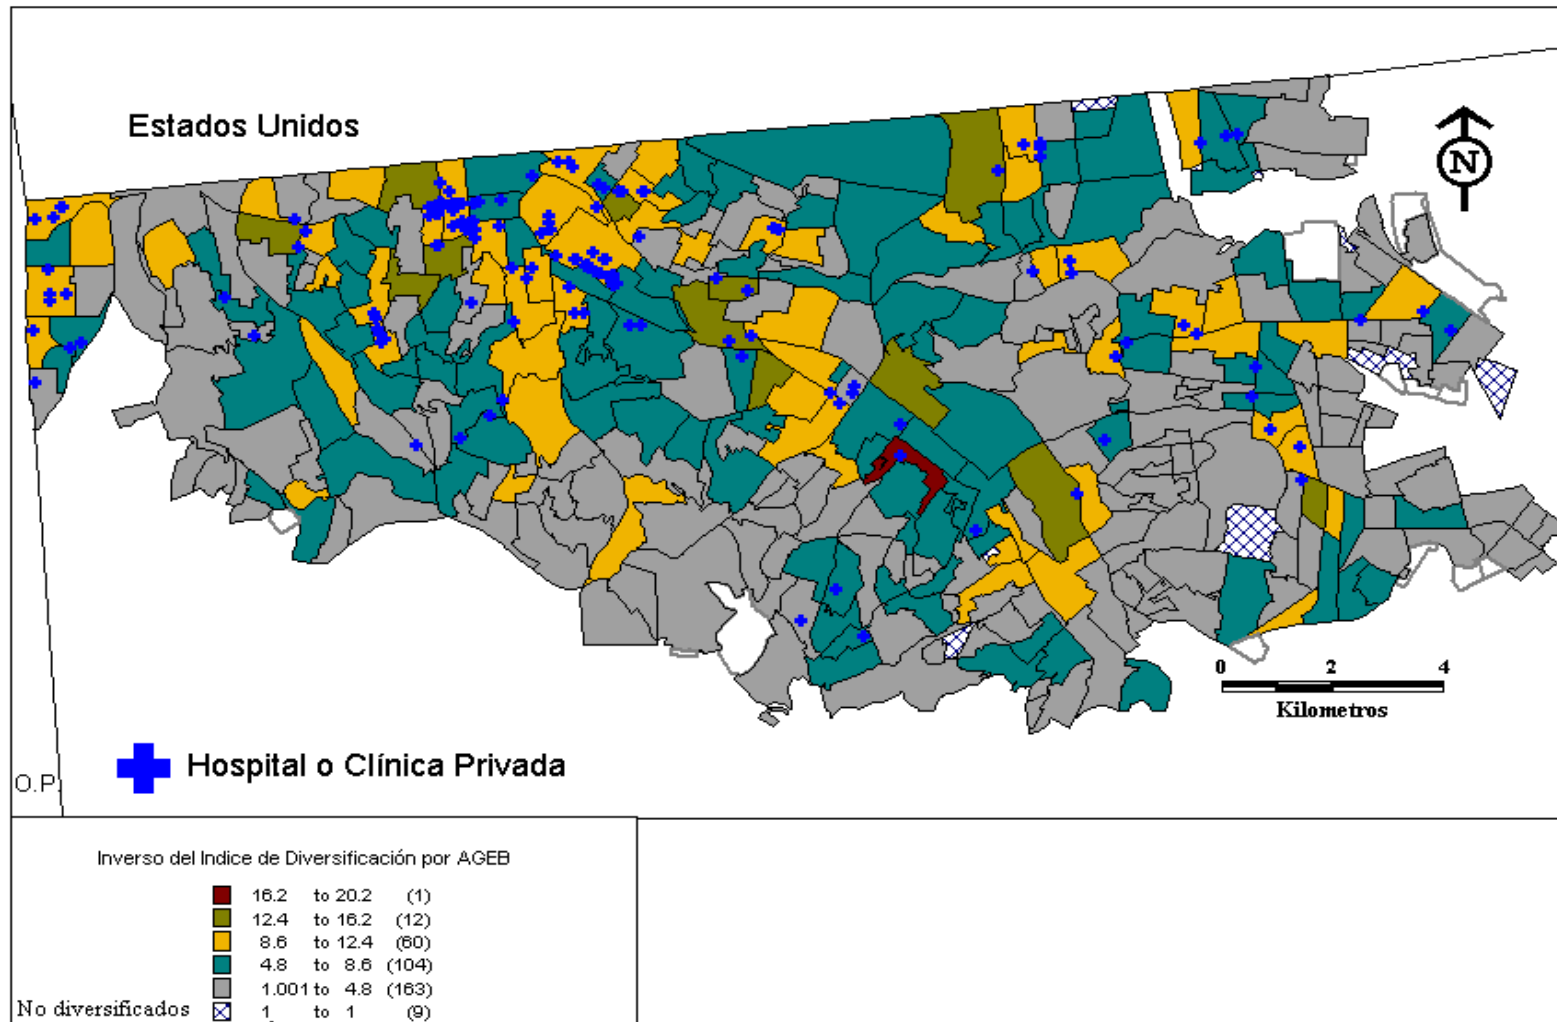 Estados Unidos
N
0 2 4
Kilometros
Hospital o Clínica Privada
O.P.
Inverso del Indice de Diversificación por AGEB
16.2 to 20.2 (1)
12.4 to 16.2 (12)
8.6 to 12.4 (60)
4.8 to 8.6 (104)
1.001 to 4.8 (163)
No diversificados 1 to 1 (9)